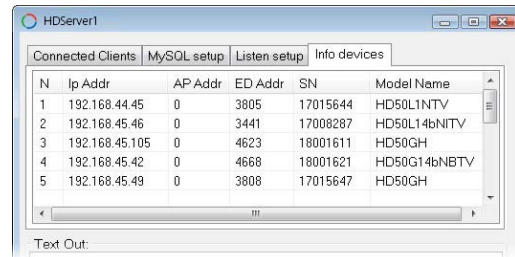 HDServer1
Connected Clients MySQL setup Listen setup Info devices
N Ip Addr AP Addr ED Addr SN Model Name
1 192.168.44.45 0 3805 17015644 HD50L1NTV
2 192.168.45.46 0 3441 17008287 HD50L14bNITV
3 192.168.45.105 0 4623 18001611 HD50GH
4 192.168.45.42 0 4668 18001621 HD50G14bNBTV
5 192.168.45.49 0 3808 17015647 HD50GH
Text Out: